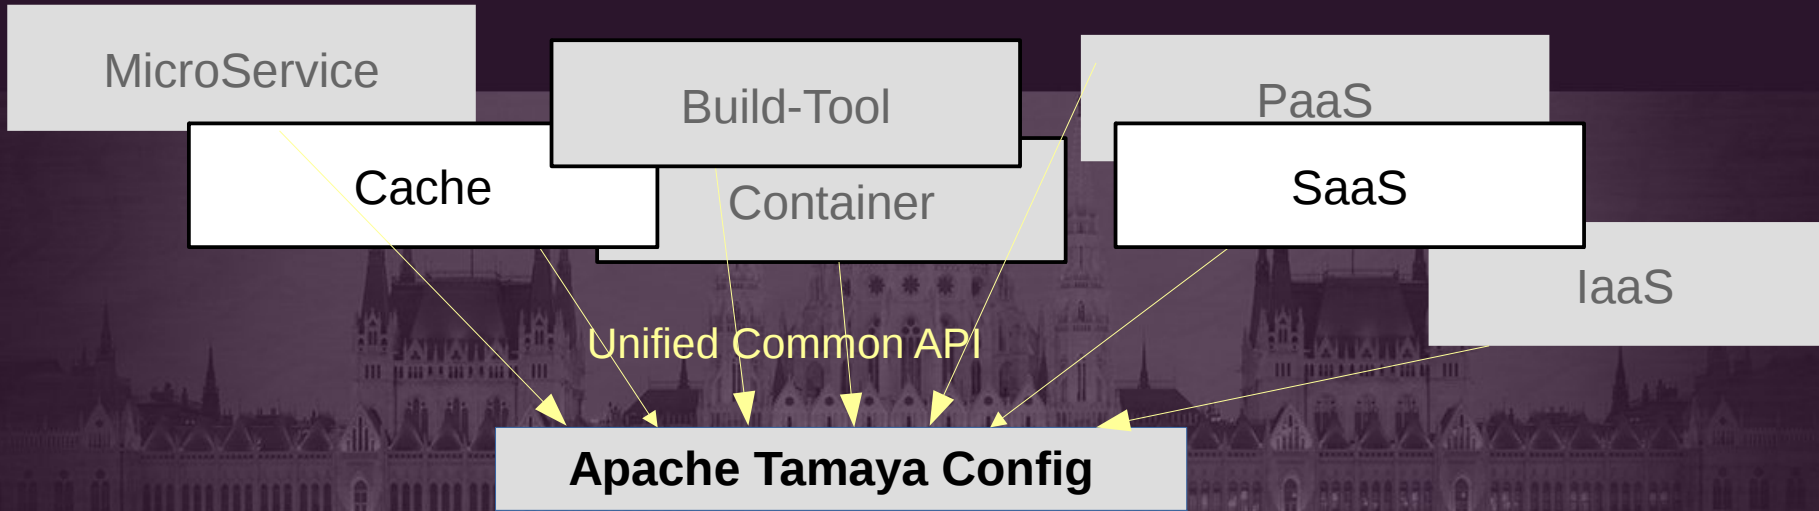 MicroService
Build-Tool
PaaS
Cache
Container
SaaS
IaaS
Unified Common API
Apache Tamaya Config